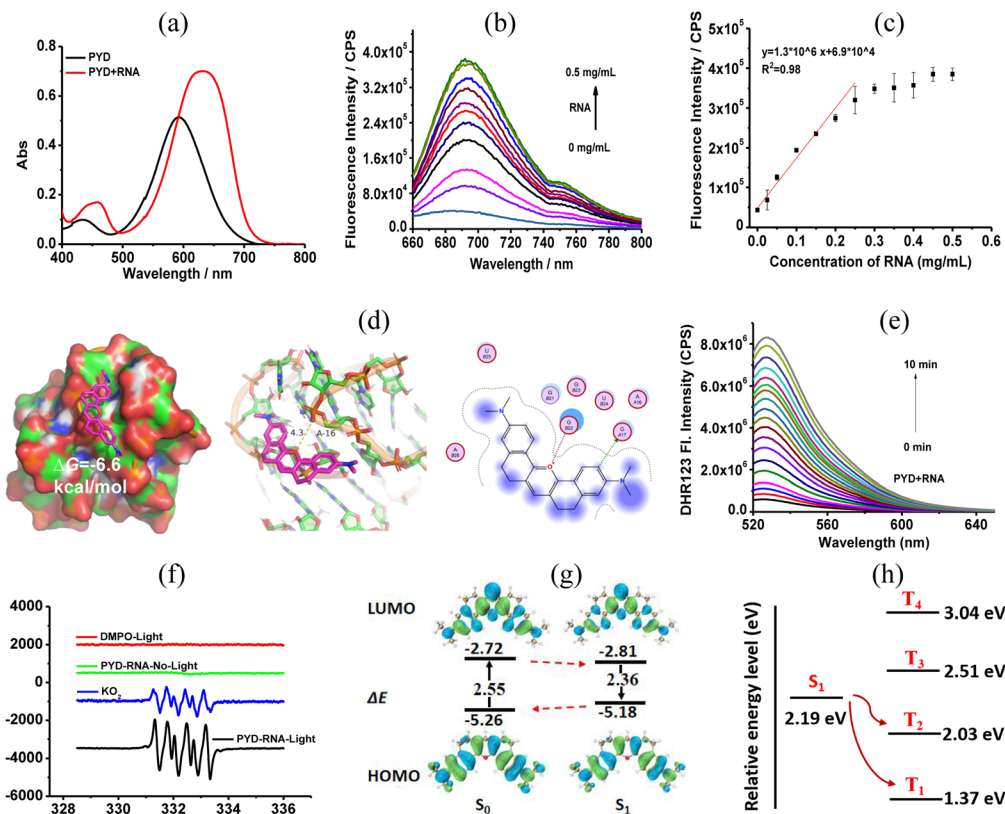 (a)
PYD
PYD+RNA
Abs
0.8
0.6
0.4
0.2
0.0
400 500 600 700 800
Wavelength / nm
(b)
Fluorescence Intensity / CPS
4.0x10^5
3.2x10^5
2.4x10^5
1.6x10^5
8.0x10^4
0.0
660 680 700 720 740 760 780 800
Wavelength / nm
0.5 mg/mL
RNA
0 mg/mL
(c)
y=1.3*10^6 x+6.9*10^4
R²=0.98
Fluorescence Intensity / CPS
5x10^5
4x10^5
3x10^5
2x10^5
1x10^5
0
0.0 0.1 0.2 0.3 0.4 0.5 0.6
Concentration of RNA (mg/mL)
(d)
ΔG=-6.6
kcal/mol
4.3
A-16
U
B25
G
B21
G
B23
U
B24
A
A16
G
B22
G
A17
A
B26
N
O
N
(e)
DHR123 Fl. Intensity (CPS)
8.0x10^6
6.0x10^6
4.0x10^6
2.0x10^6
0.0
520 560 600 640
Wavelength (nm)
10 min
0 min
PYD+RNA
(f)
4000
2000
0
-2000
-4000
-6000
DMPO-Light
PYD-RNA-No-Light
KO₂
PYD-RNA-Light
328 330 332 334 336
(g)
LUMO
-2.72
-2.81
ΔE
2.55
2.36
-5.26
-5.18
HOMO
S₀
S₁
(h)
Relative energy level (eV)
T₄
3.04 eV
T₃
2.51 eV
S₁
2.19 eV
T₂
2.03 eV
T₁
1.37 eV